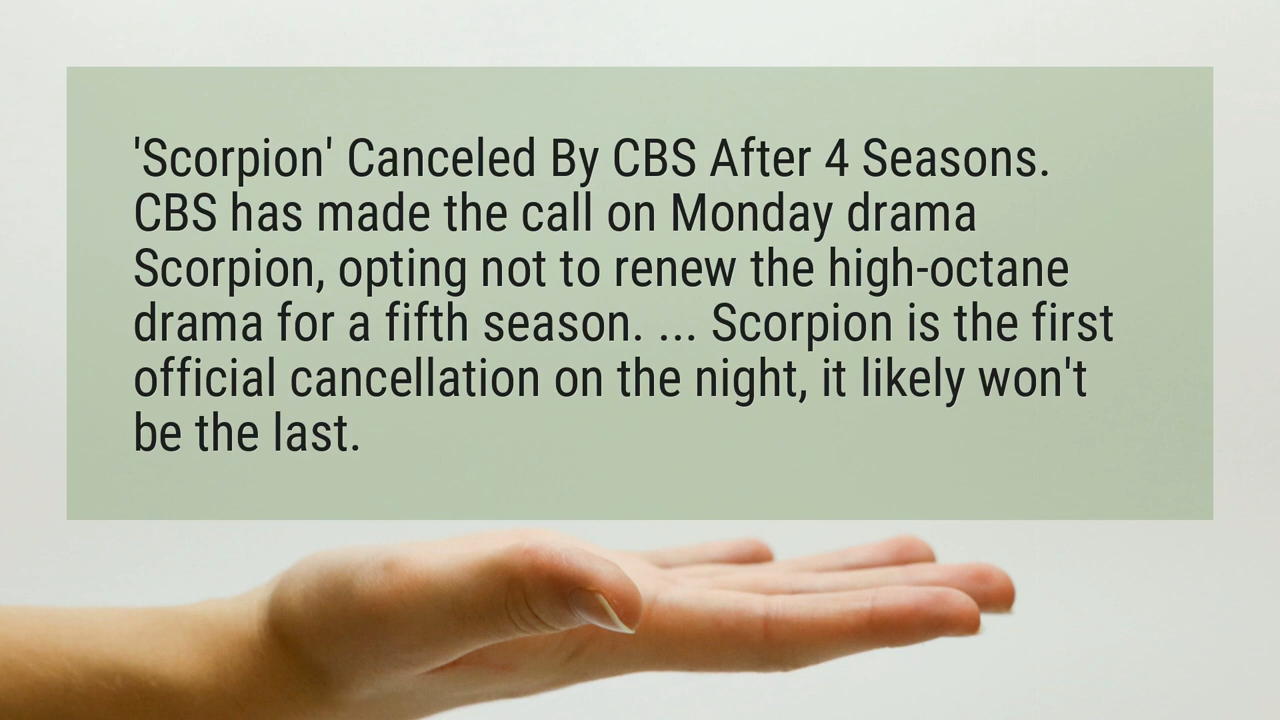 'Scorpion' Canceled By CBS After 4 Seasons.
CBS has made the call on Monday drama
Scorpion, opting not to renew the high-octane
drama for a fifth season. ... Scorpion is the first
official cancellation on the night, it likely won't
be the last.